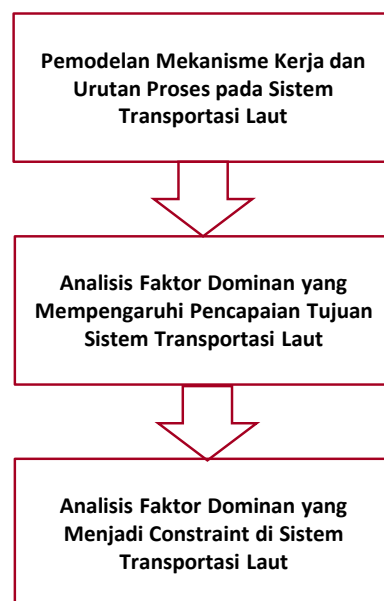 Pemodelan Mekanisme Kerja dan
Urutan Proses pada Sistem
Transportasi Laut
Analisis Faktor Dominan yang
Mempengaruhi Pencapaian Tujuan
Sistem Transportasi Laut
Analisis Faktor Dominan yang
Menjadi Constraint di Sistem
Transportasi Laut